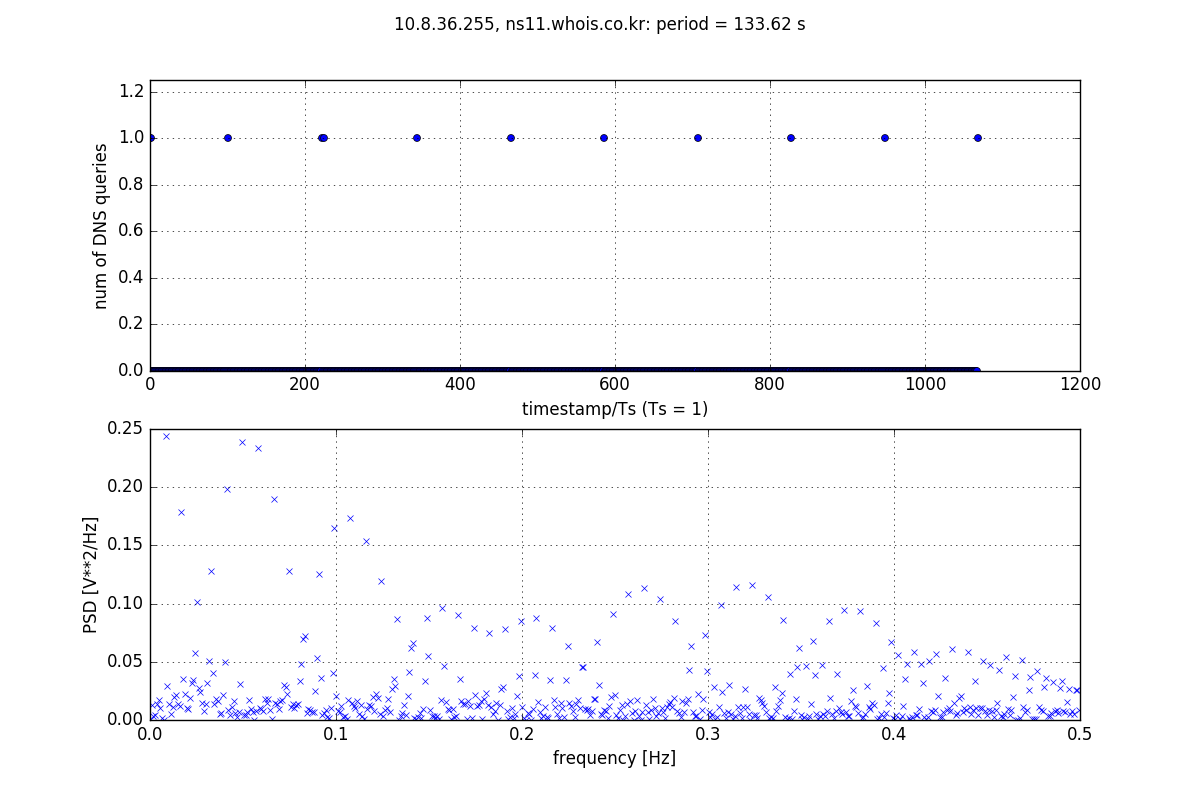 10.8.36.255, ns11.whois.co.kr: period = 133.62 s
1.2
1.0
0.8
0.6
0.4
0.2
0.0
num of DNS queries
0 200 400 600 800 1000 1200
timestamp/Ts (Ts = 1)
0.25
0.20
0.15
0.10
0.05
0.00
PSD [V**2/Hz]
0.0 0.1 0.2 0.3 0.4 0.5
frequency [Hz]